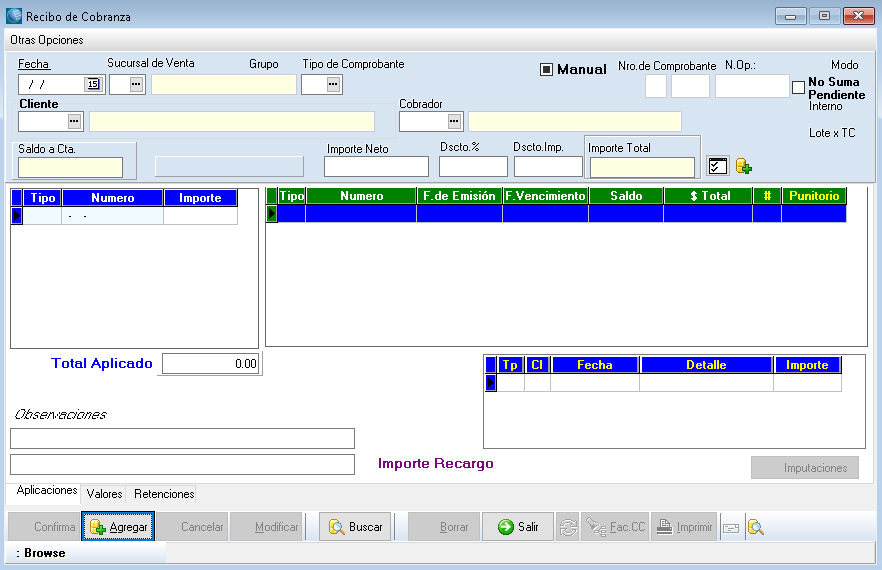 Recibo de Cobranza
Otras Opciones
Fecha Sucursal de Venta Grupo Tipo de Comprobante Manual Nro.de Comprobante N.Op.: Modo
/ / 15 ... ... No Suma Pendiente
Interno
Cliente Cobrador
... ... Lote x TC
Saldo a Cta. Importe Neto Dscto.% Dscto.Imp. Importe Total
Tipo Numero Importe
- -
Tipo Numero F.de Emisión F.Vencimiento Saldo $ Total # Punitorio
Total Aplicado 0.00
Tp Cl Fecha Detalle Importe
Observaciones
Importe Recargo
Imputaciones
Aplicaciones Valores Retenciones
Confirma Agregar Cancelar Modificar Buscar Borrar Salir Fac.CC Imprimir
: Browse